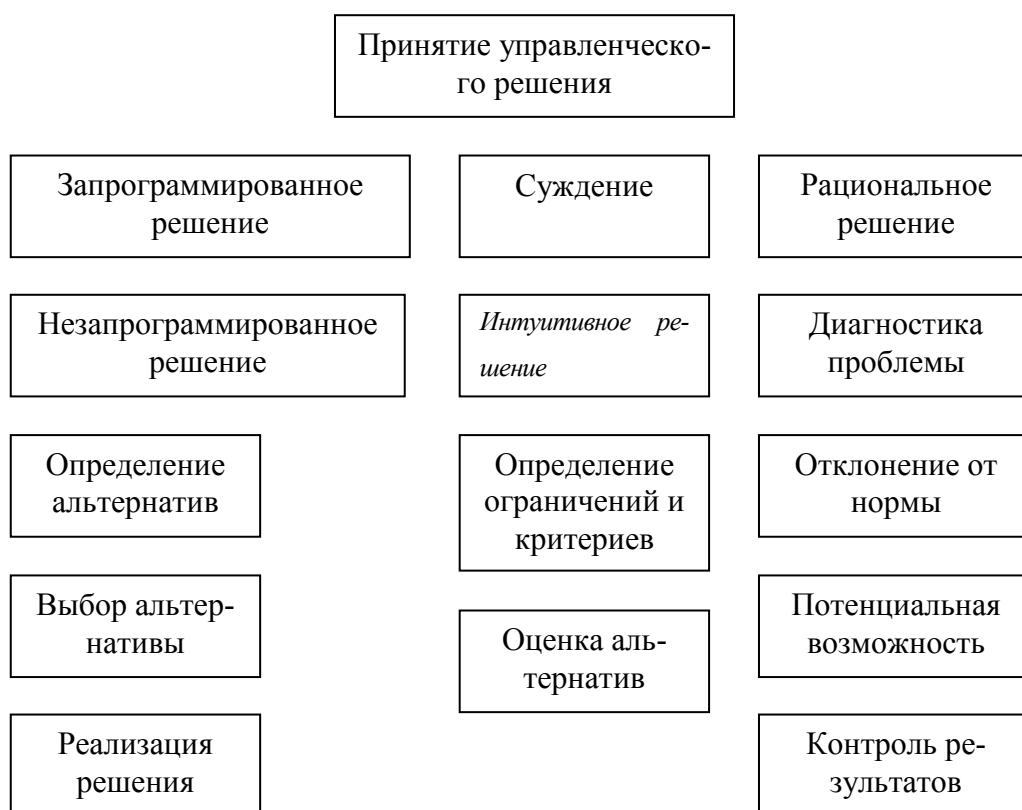 Принятие управленческо-
го решения
Запрограммированное
решение
Суждение
Рациональное
решение
Незапрограммированное
решение
Интуитивное ре-
шение
Диагностика
проблемы
Определение
альтернатив
Определение
ограничений и
критериев
Отклонение от
нормы
Выбор альтер-
нативы
Оценка аль-
тернатив
Потенциальная
возможность
Реализация
решения
Контроль ре-
зультатов